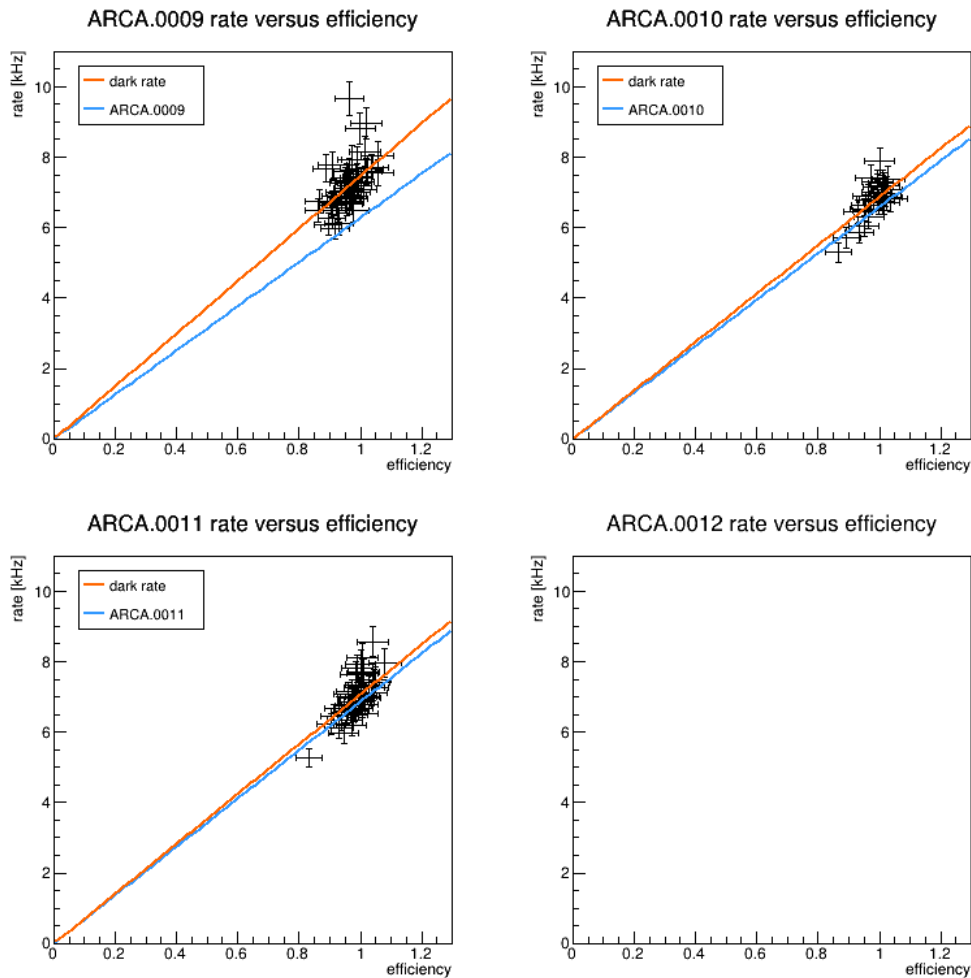 ARCA.0009 rate versus efficiency
rate [kHz]
dark rate
ARCA.0009
10
8
6
4
2
0
0 0.2 0.4 0.6 0.8 1 1.2
efficiency
ARCA.0010 rate versus efficiency
rate [kHz]
dark rate
ARCA.0010
10
8
6
4
2
0
0 0.2 0.4 0.6 0.8 1 1.2
efficiency
ARCA.0011 rate versus efficiency
rate [kHz]
dark rate
ARCA.0011
10
8
6
4
2
0
0 0.2 0.4 0.6 0.8 1 1.2
efficiency
ARCA.0012 rate versus efficiency
rate [kHz]
10
8
6
4
2
0
0 0.2 0.4 0.6 0.8 1 1.2
efficiency